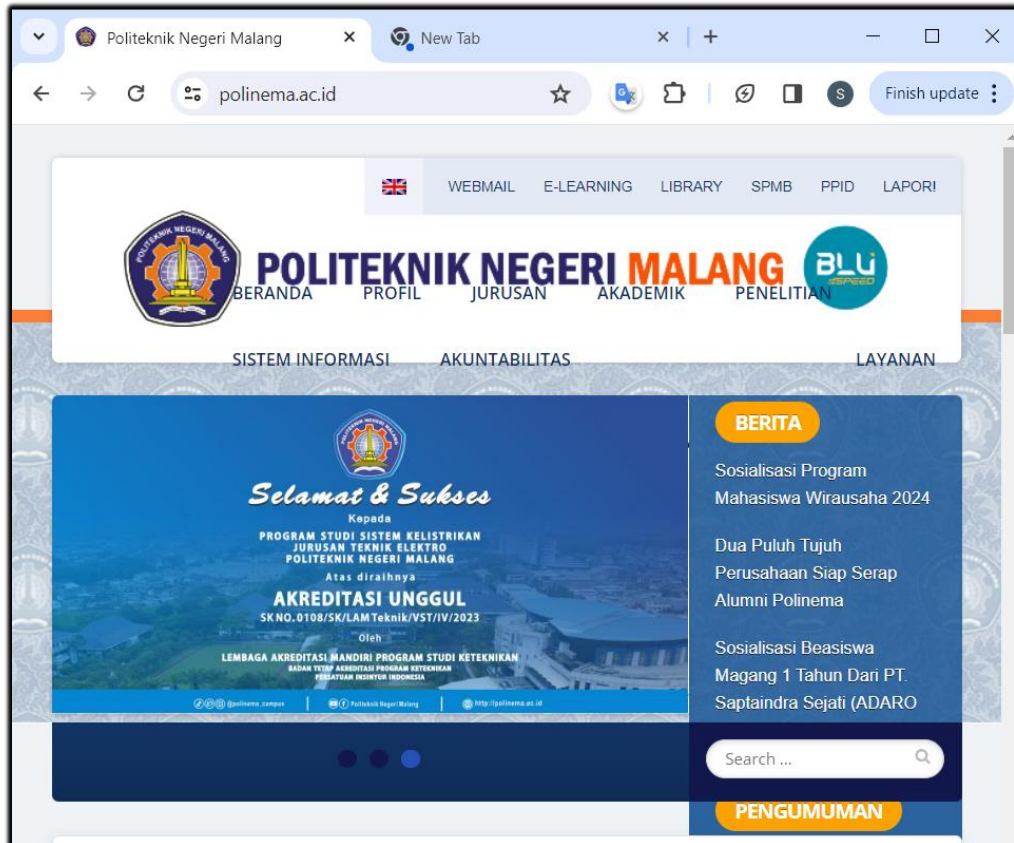 Politeknik Negeri Malang
New Tab
polinema.ac.id
S
Finish update
WEBMAIL E-LEARNING LIBRARY SPMB PPID LAPOR!
POLITEKNIK NEGERI MALANG
POLITEKNIK NEGERI MALANG
BLU
SPEED
BERANDA PROFIL JURUSAN AKADEMIK PENELITIAN
SISTEM INFORMASI AKUNTABILITAS LAYANAN
Selamat & Sukses
Kepada
PROGRAM STUDI SISTEM KELISTRIKAN
JURUSAN TEKNIK ELEKTRO
POLITEKNIK NEGERI MALANG
Atas diraihnya
AKREDITASI UNGGUL
SK NO. 0108/SK/LAM Teknik/VST/IV/2023
Oleh
LEMBAGA AKREDITASI MANDIRI PROGRAM STUDI KETEKNIKAN
BADAN TETAP AKREDITASI PROGRAM KETEKNIKAN
PERSATUAN INSINYUR INDONESIA
@polinema_campus Politeknik Negeri Malang http://polinema.ac.id
BERITA
Sosialisasi Program
Mahasiswa Wirausaha 2024
Dua Puluh Tujuh
Perusahaan Siap Serap
Alumni Polinema
Sosialisasi Beasiswa
Magang 1 Tahun Dari PT.
Saptaindra Sejati (ADARO
Search ...
PENGUMUMAN